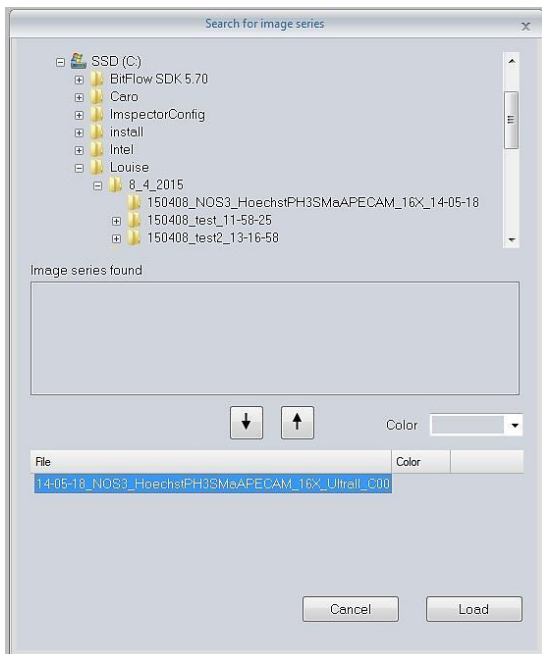 Search for image series
SSD (C:)
BitFlow SDK 5.70
Caro
ImspectorConfig
install
Intel
Louise
8_4_2015
150408_NOS3_HoechstPH3SMaAPECAM_16X_14-05-18
150408_test_11-58-25
150408_test2_13-16-58
Image series found
Color
File Color
14-05-18_NOS3_HoechstPH3SMaAPECAM_16X_UltraII_C00
Cancel Load